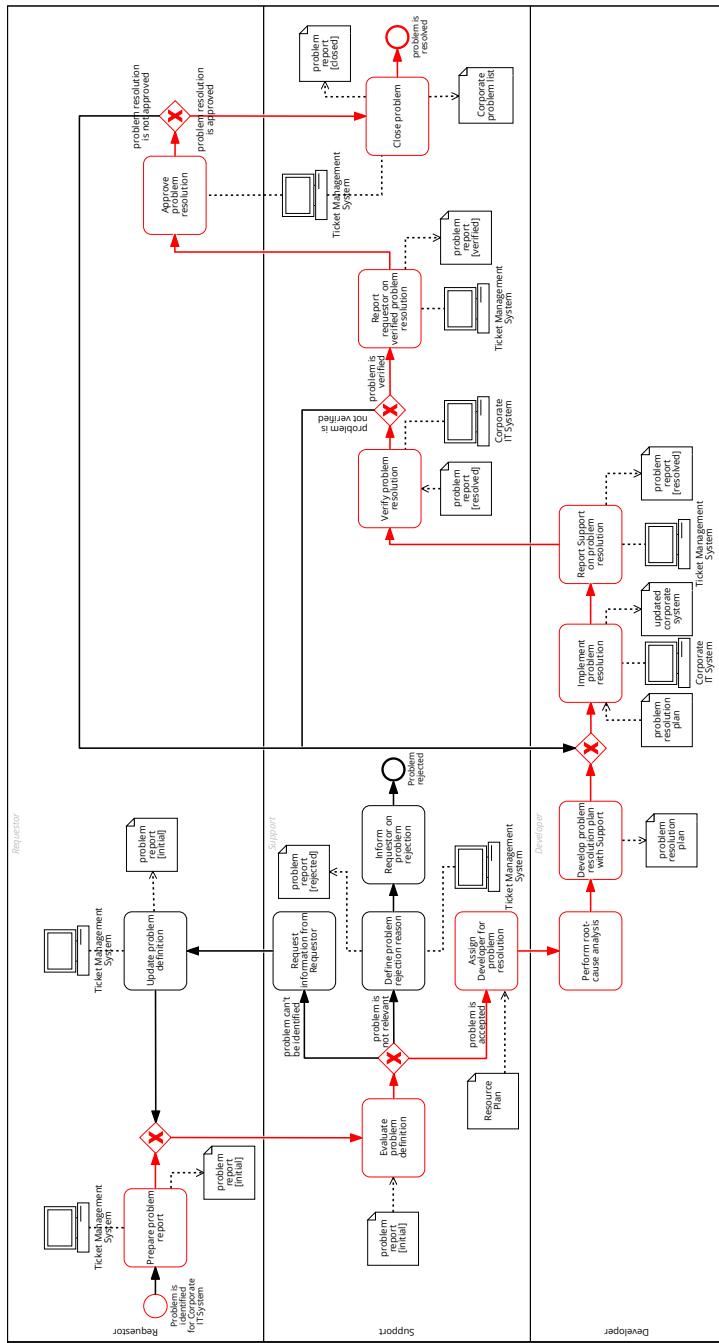 Requestor
Requestor
Problem is
identified
for Corporate
IT System
Ticket Management
System
Prepare problem
report
problem
report
[initial]
Ticket Management
System
Update problem
definition
problem
report
[initial]
Approve
problem
resolution
problem resolution
is not approved
problem resolution
is approved
Support
Support
problem
report
[initial]
Evaluate
problem
definition
problem can't
be identified
problem is
not relevant
problem is
accepted
Request
information from
Requestor
Define problem
rejection reason
problem
report
[rejected]
Ticket Management
System
Inform
Requestor on
problem
rejection
Problem
rejected
Resource
Plan
Assign
Developer for
problem
resolution
Verify problem
resolution
problem
report
[resolved]
Corporate
IT System
problem is
not verified
problem is
verified
Report
requestor on
verified problem
resolution
Ticket Management
System
problem
report
[verified]
Ticket Management
System
Close problem
problem
report
[closed]
Corporate
problem list
problem is
resolved
Developer
Developer
Perform root-
cause analysis
Develop problem
resolution plan
with Support
problem
resolution
plan
problem
resolution
plan
Implement
problem
resolution
Corporate
IT System
updated
corporate
system
Report Support
on problem
resolution
Ticket Management
System
problem
report
[resolved]